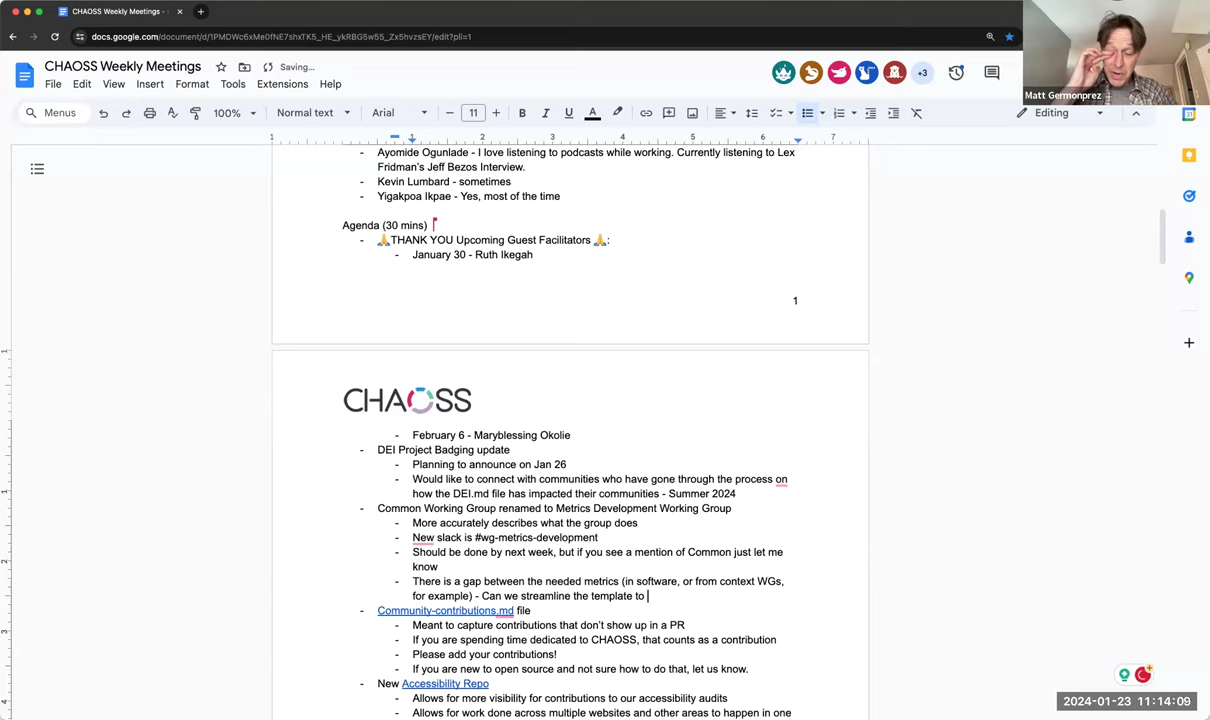 CHAOSS Weekly Meetings -
docs.google.com/document/d/1PMDWc6xMe0fNE7shxTK5_HE_ykRBG5w55_Zx5hvzsEY/edit?pli=1
CHAOSS Weekly Meetings
Saving...
File Edit View Insert Format Tools Extensions Help
+3
Matt Germonprez
Menus 100% Normal text Arial 11 Editing
1 1 2 3 4 5 6 7
- Ayomide Ogunlade - I love listening to podcasts while working. Currently listening to Lex
Fridman's Jeff Bezos Interview.
- Kevin Lumbard - sometimes
- Yigakpoa Ikpae - Yes, most of the time
Agenda (30 mins)
- 🙏THANK YOU Upcoming Guest Facilitators 🙏:
- January 30 - Ruth Ikegah
1
CHAOSS
- February 6 - Maryblessing Okolie
- DEI Project Badging update
- Planning to announce on Jan 26
- Would like to connect with communities who have gone through the process on
how the DEI.md file has impacted their communities - Summer 2024
- Common Working Group renamed to Metrics Development Working Group
- More accurately describes what the group does
- New slack is #wg-metrics-development
- Should be done by next week, but if you see a mention of Common just let me
know
- There is a gap between the needed metrics (in software, or from context WGs,
for example) - Can we streamline the template to
- Community-contributions.md file
- Meant to capture contributions that don't show up in a PR
- If you are spending time dedicated to CHAOSS, that counts as a contribution
- Please add your contributions!
- If you are new to open source and not sure how to do that, let us know.
- New Accessibility Repo
- Allows for more visibility for contributions to our accessibility audits
- Allows for work done across multiple websites and other areas to happen in one
2024-01-23 11:14:09